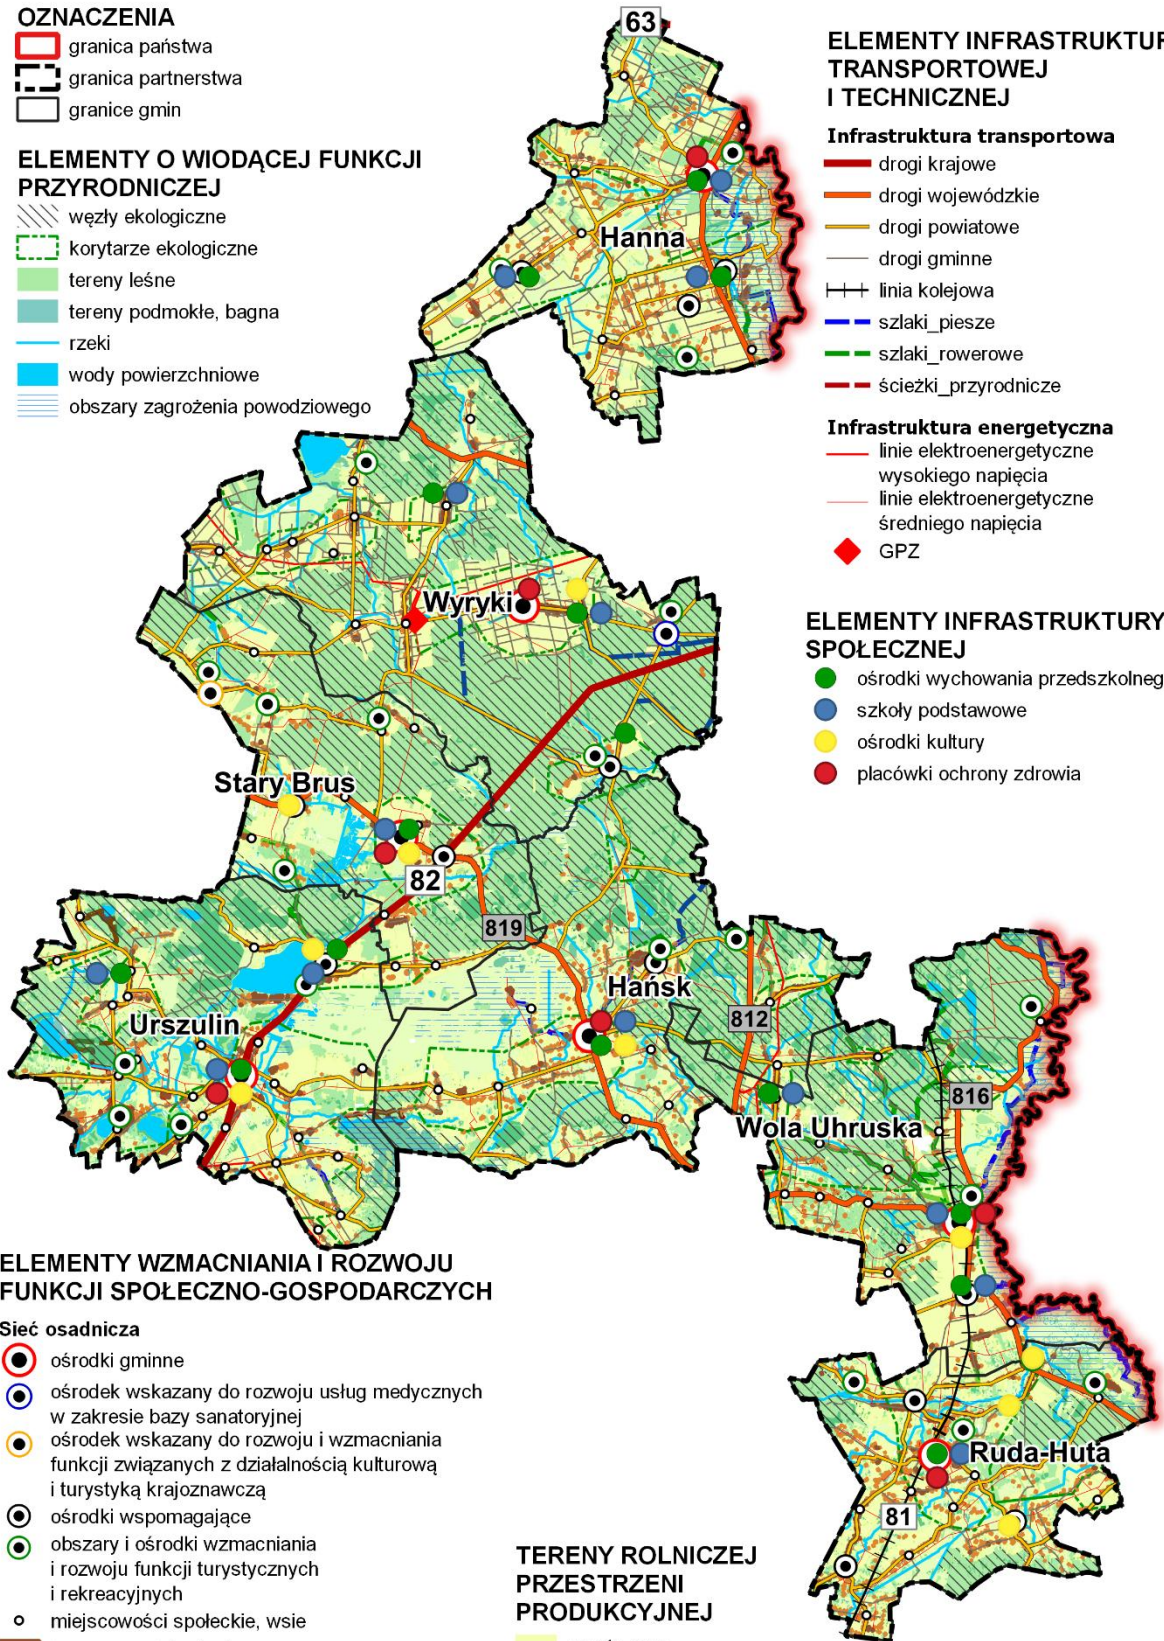 OZNACZENIA
granica państwa
granica partnerstwa
granice gmin
ELEMENTY O WIODĄCEJ FUNKCJI
PRZYRODNICZEJ
węzły ekologiczne
korytarze ekologiczne
tereny leśne
tereny podmokłe, bagna
rzeki
wody powierzchniowe
obszary zagrożenia powodziowego
ELEMENTY INFRASTRUKTUR
TRANSPORTOWEJ
I TECHNICZNEJ
Infrastruktura transportowa
drogi krajowe
drogi wojewódzkie
drogi powiatowe
drogi gminne
linia kolejowa
szlaki_piesze
szlaki_rowerowe
ścieżki_przyrodnicze
Infrastruktura energetyczna
linie elektroenergetyczne
wysokiego napięcia
linie elektroenergetyczne
średniego napięcia
GPZ
ELEMENTY INFRASTRUKTURY
SPOŁECZNEJ
ośrodki wychowania przedszkolneg
szkoły podstawowe
ośrodki kultury
placówki ochrony zdrowia
63
Hanna
Wyryki
Stary Brus
82
819
Hańsk
Urszulin
812
816
Wola Uhruska
Ruda-Huta
81
ELEMENTY WZMACNIANIA I ROZWOJU
FUNKCJI SPOŁECZNO-GOSPODARCZYCH
Sieć osadnicza
ośrodki gminne
ośrodek wskazany do rozwoju usług medycznych
w zakresie bazy sanatoryjnej
ośrodek wskazany do rozwoju i wzmacniania
funkcji związanych z działalnością kulturową
i turystyką krajoznawczą
ośrodki wspomagające
obszary i ośrodki wzmacniania
i rozwoju funkcji turystycznych
i rekreacyjnych
miejscowości społeckie, wsie
TERENY ROLNICZEJ
PRZESTRZENI
PRODUKCYJNEJ